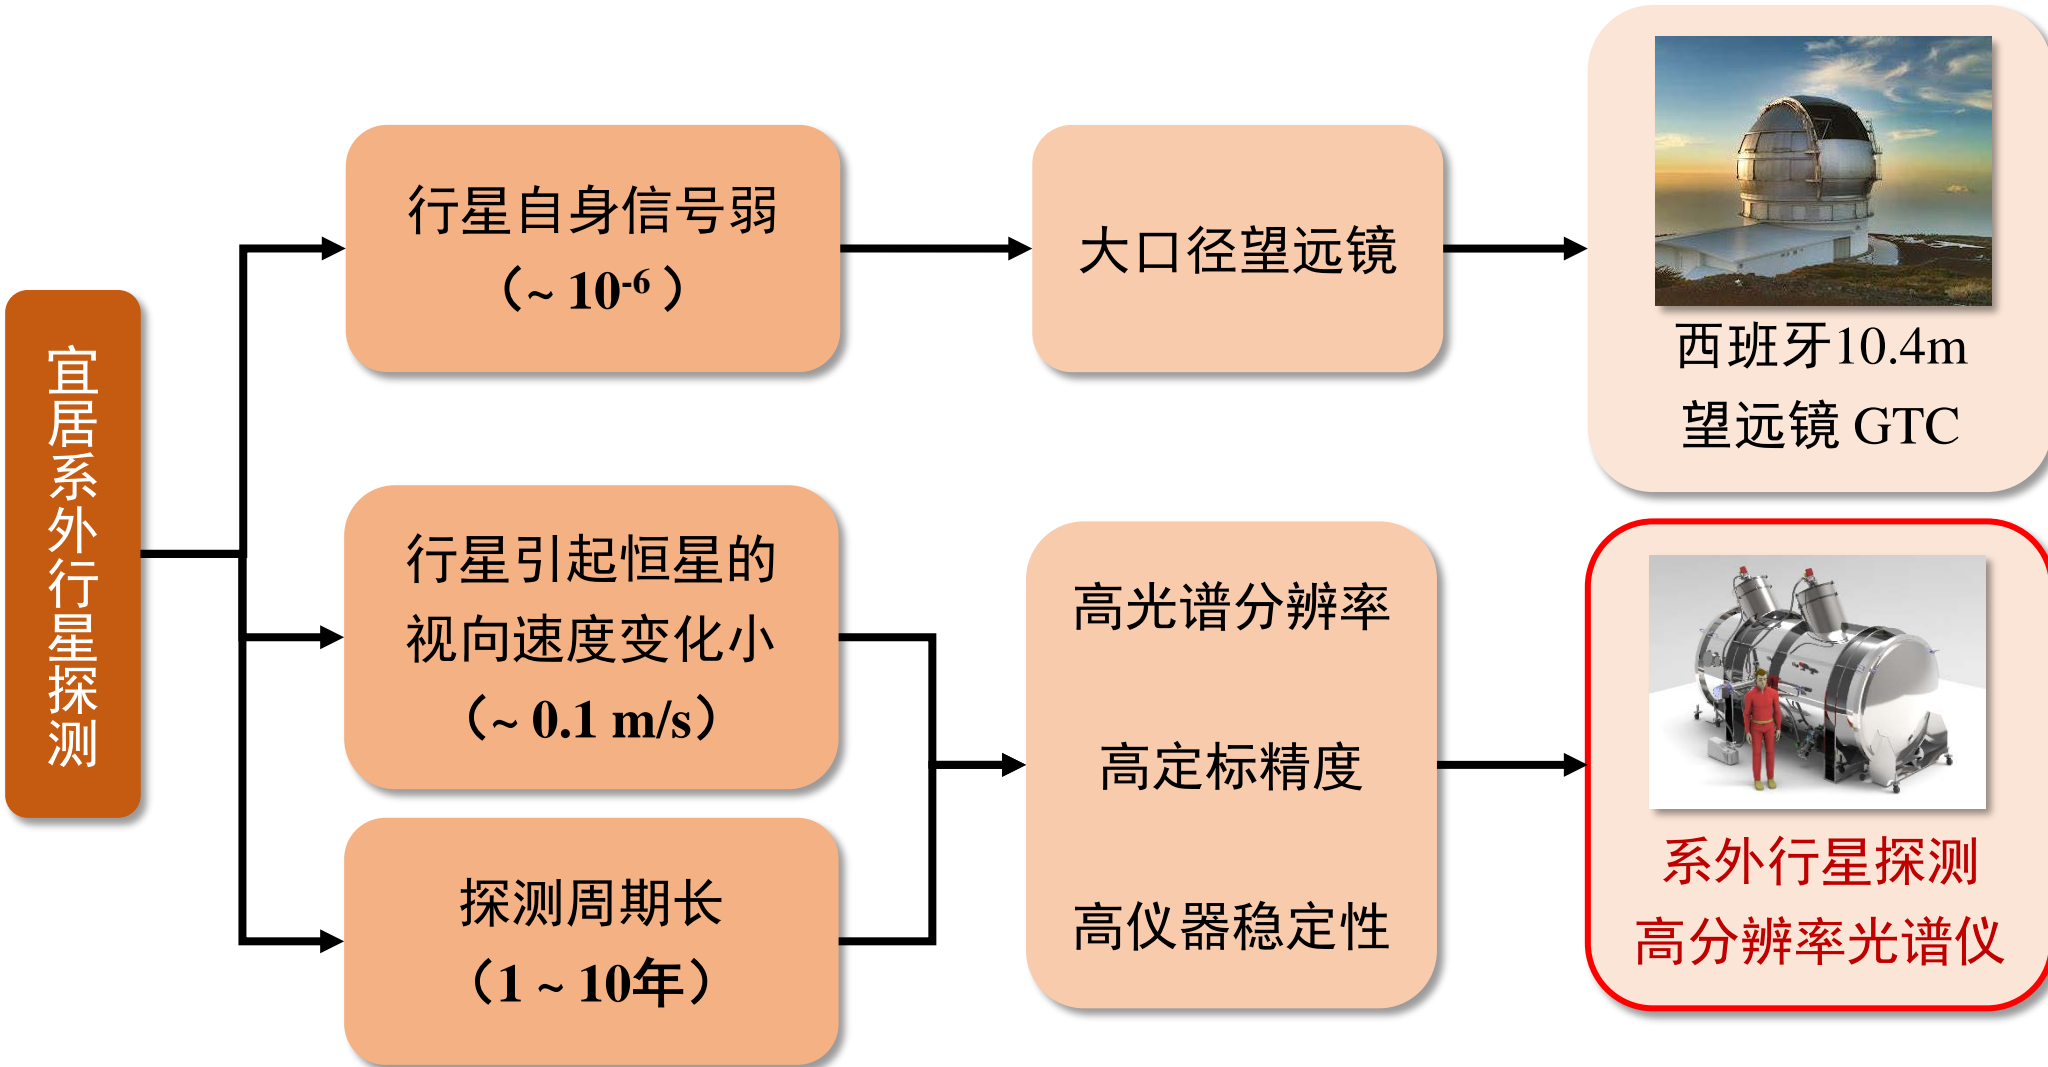 宜居系外行星探测
行星自身信号弱
（~ 10-6 ）
大口径望远镜
西班牙10.4m
望远镜 GTC
行星引起恒星的
视向速度变化小
（~ 0.1 m/s）
探测周期长
（1 ~ 10年）
高光谱分辨率
高定标精度
高仪器稳定性
系外行星探测
高分辨率光谱仪